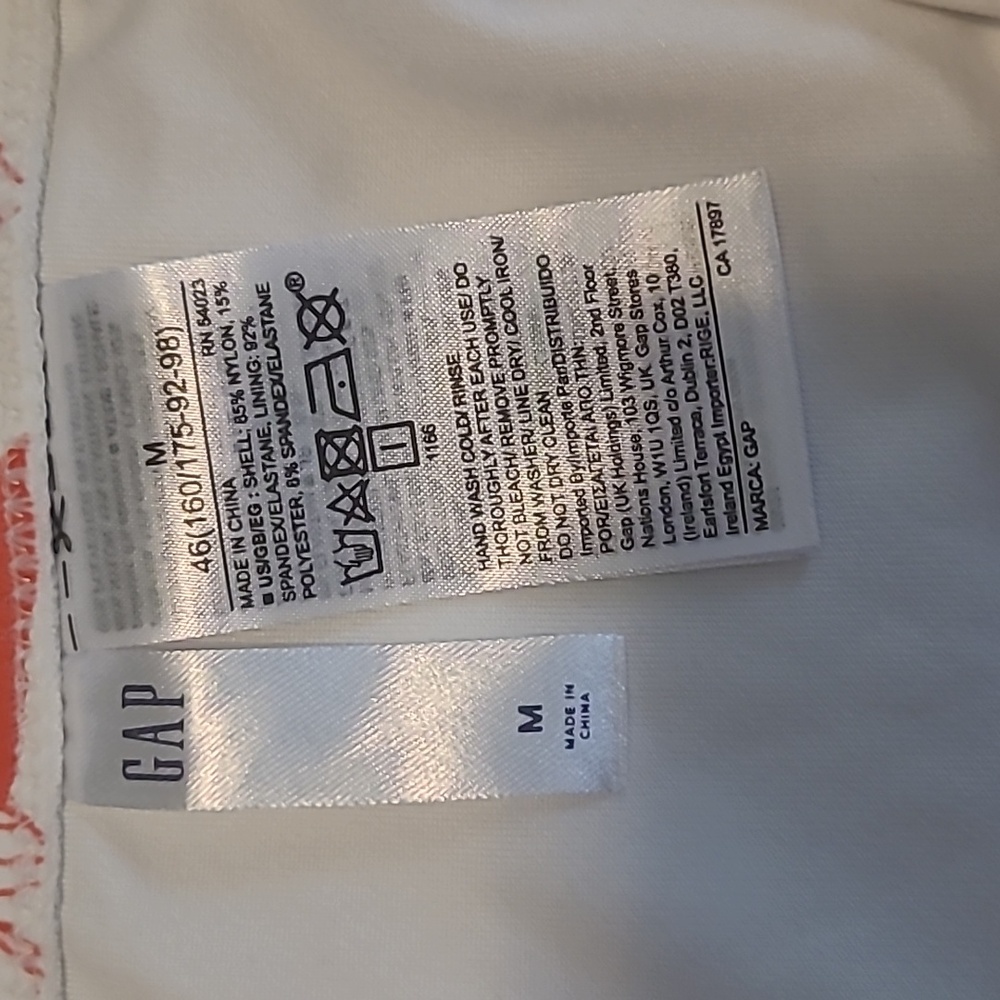 M
46(160/175-92-98)
RN 54023
MADE IN CHINA
■ US/GB/EG : SHELL: 85% NYLON, 15%
SPANDEX/ELASTANE, LINING: 92%
POLYESTER, 8% SPANDEX/ELASTANE
®
1166
HAND WASH COLD/ RINSE
THOROUGHLY AFTER EACH USE/ DO
NOT BLEACH/ REMOVE PROMPTLY
FROM WASHER/ LINE DRY/ COOL IRON/
DO NOT DRY CLEAN
Imported By/Importé Par/DISTRIBUIDO
POR/EIZAΓETAI ΑΠΟ ΤΗΝ:
Gap (UK Holdings) Limited, 2nd Floor
Nations House, 103 Wigmore Street,
London, W1U 1QS, UK. Gap Stores
(Ireland) Limited c/o Arthur Cox, 10
Earlsfort Terrace, Dublin 2, D02 T380,
Ireland Egypt Importer:RIGE, LLC
MARCA: GAP
CA 17897
GAP
M
MADE IN
CHINA